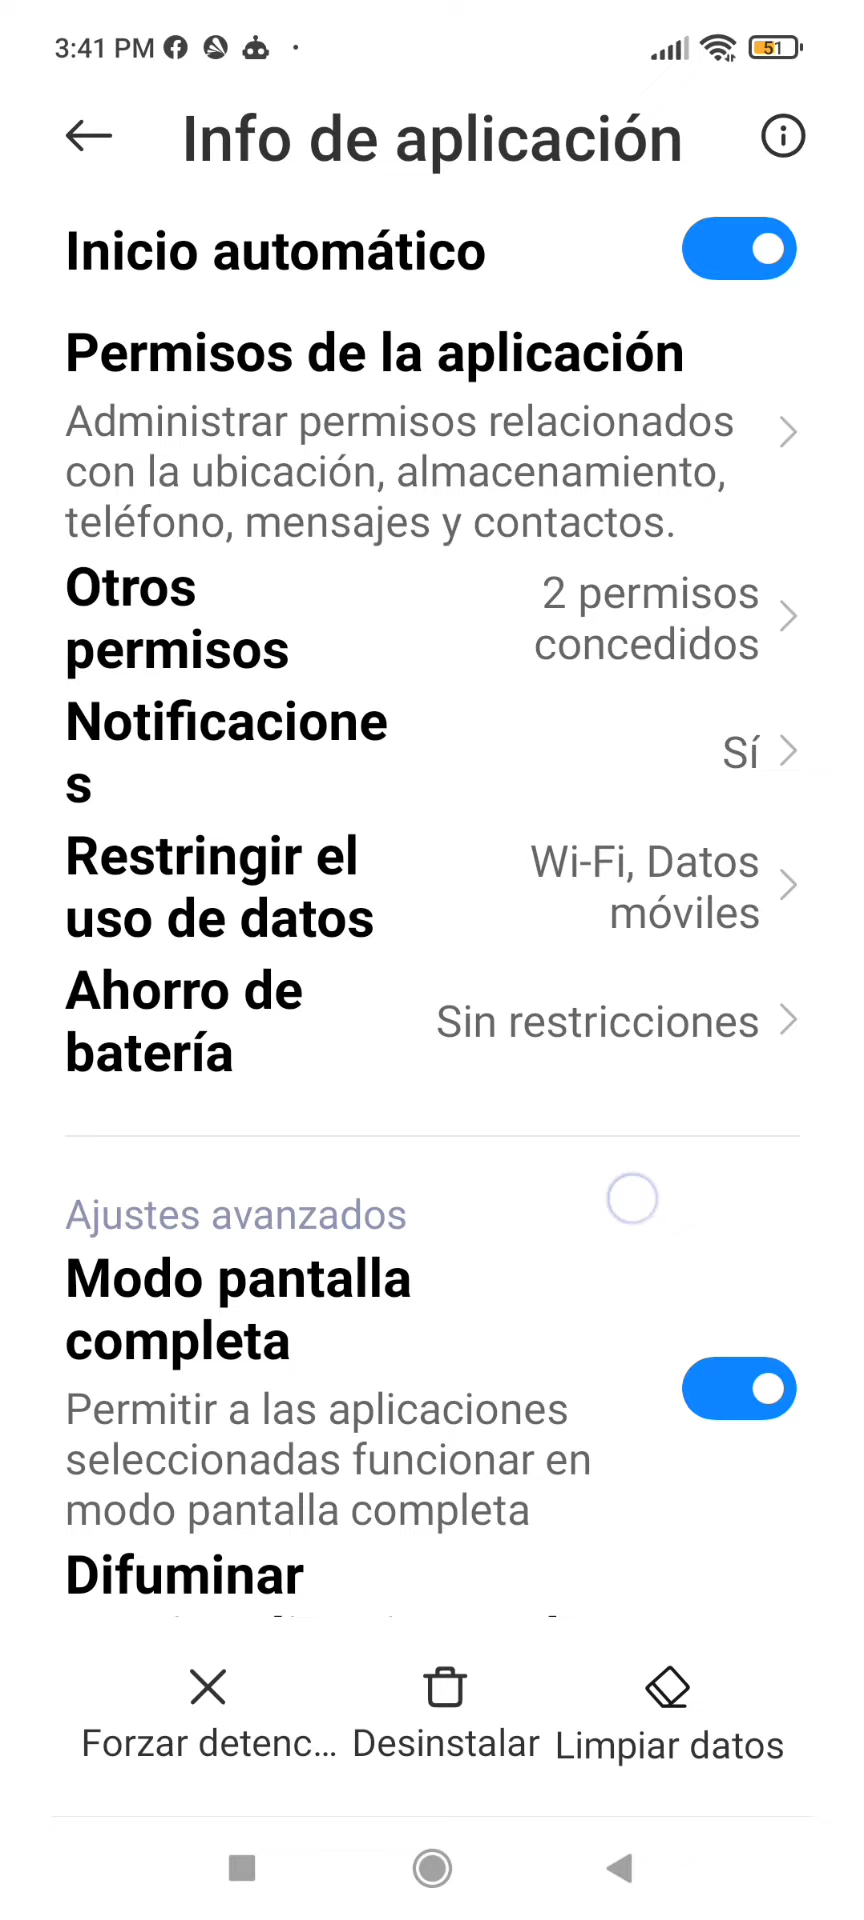 3:41 PM
51
Info de aplicación
Inicio automático
Permisos de la aplicación
Administrar permisos relacionados
con la ubicación, almacenamiento,
teléfono, mensajes y contactos.
Otros
permisos
2 permisos
concedidos
Notificacione
s
Sí
Restringir el
uso de datos
Wi-Fi, Datos
móviles
Ahorro de
batería
Sin restricciones
Ajustes avanzados
Modo pantalla
completa
Permitir a las aplicaciones
seleccionadas funcionar en
modo pantalla completa
Difuminar
Forzar detenc...
Desinstalar
Limpiar datos